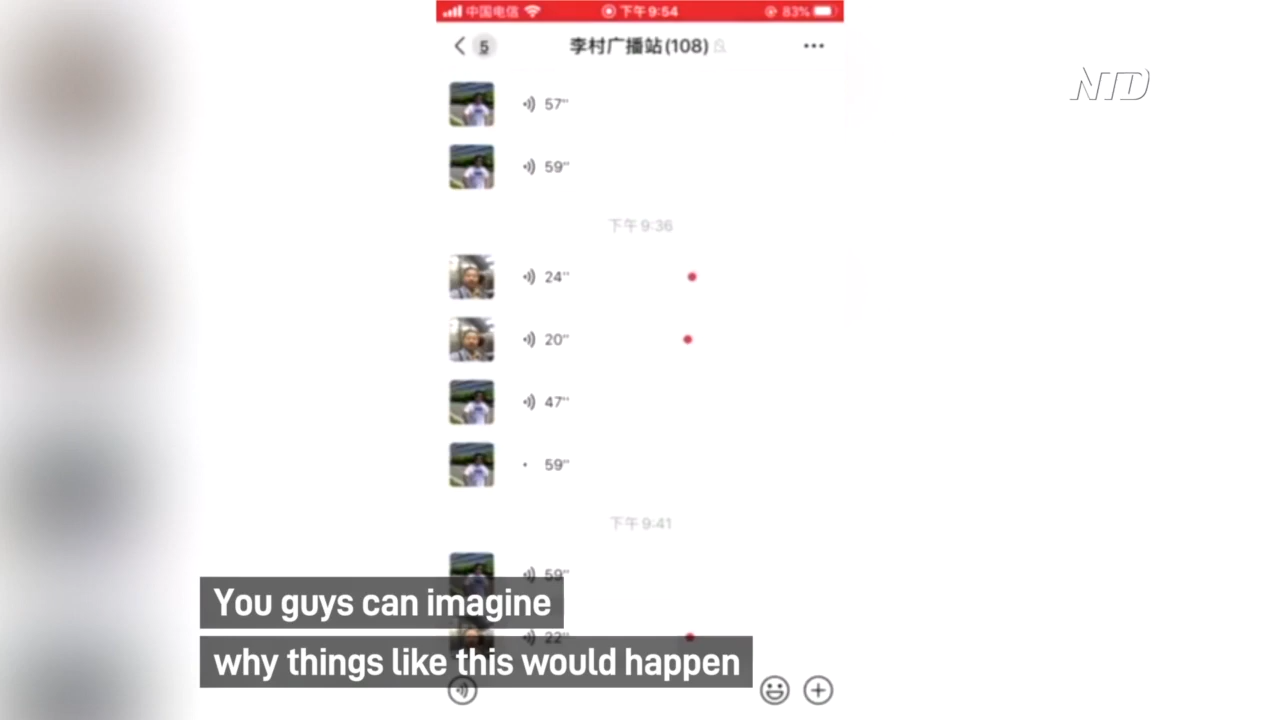 中国电信 下午9:54 83%
5 李村广播站(108)
NTD
57"
59"
下午 9:36
24"
20"
47"
59"
下午 9:41
59"
You guys can imagine
22"
why things like this would happen